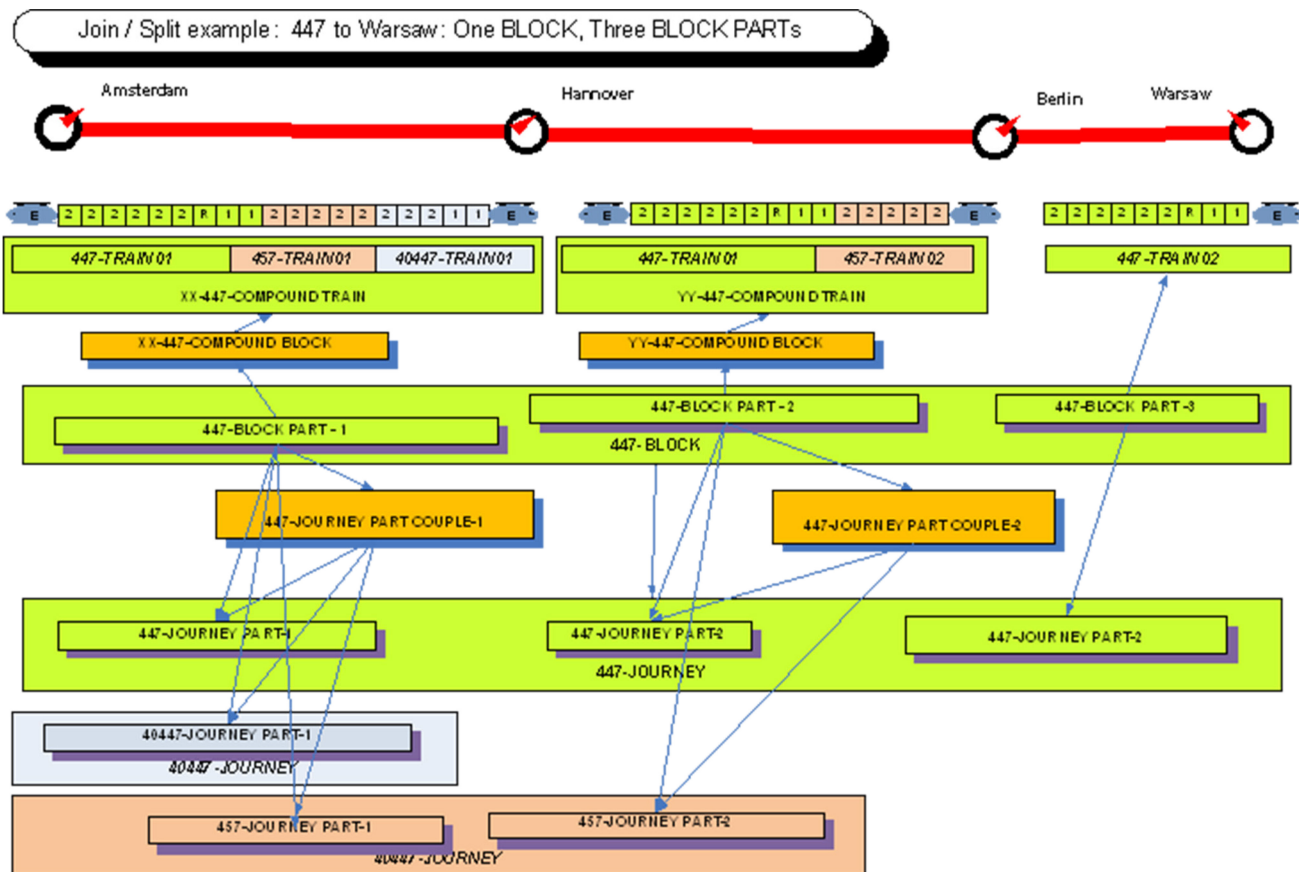 Join / Split example: 447 to Warsaw: One BLOCK, Three BLOCK PARTs
Amsterdam
Hannover
Berlin
Warsaw
E 2 2 2 2 2 2 R 1 1 2 2 2 2 2 2 2 2 1 1 E
2 2 2 2 2 2 R 1 1 2 2 2 2 2 E
2 2 2 2 2 2 R 1 1 E
447-TRAIN 01 457-TRAIN 01 40447-TRAIN 01
XX-447-COMPOUND TRAIN
447-TRAIN 01 457-TRAIN 02
YY-447-COMPOUND TRAIN
447-TRAIN 02
XX-447-COMPOUND BLOCK
YY-447-COMPOUND BLOCK
447-BLOCK PART - 1
447-BLOCK PART - 2
447-BLOCK PART -3
447- BLOCK
447-JOURNEY PART COUPLE-1
447-JOURNEY PART COUPLE-2
447-JOURNEY PART-1
447-JOURNEY PART-2
447-JOURNEY PART-2
447-JOURNEY
40447-JOURNEY PART-1
40447-JOURNEY
457-JOURNEY PART-1
457-JOURNEY PART-2
40447-JOURNEY